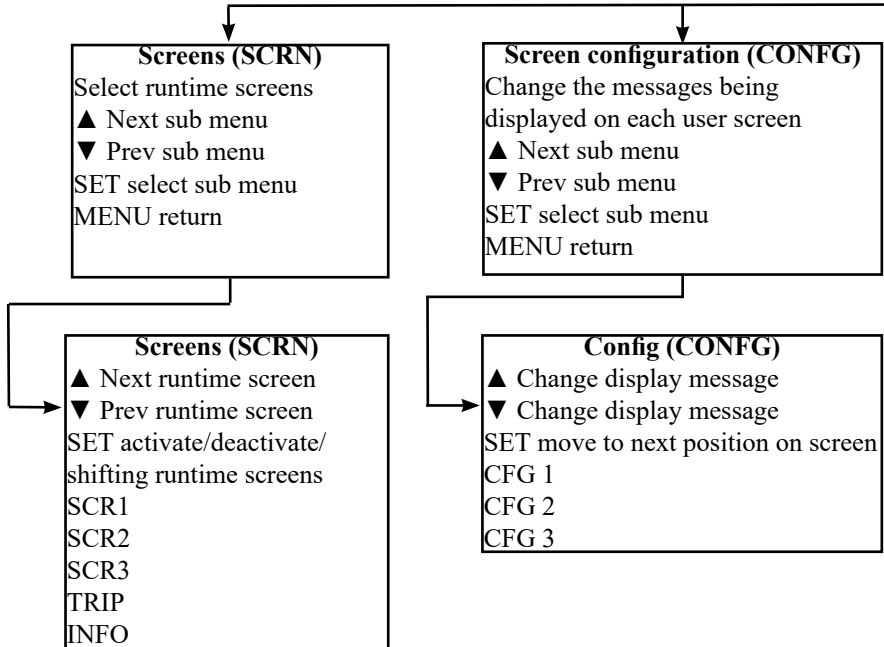 Screens (SCRN)
Select runtime screens
▲ Next sub menu
▼ Prev sub menu
SET select sub menu
MENU return
Screen configuration (CONFG)
Change the messages being
displayed on each user screen
▲ Next sub menu
▼ Prev sub menu
SET select sub menu
MENU return
Screens (SCRN)
▲ Next runtime screen
▼ Prev runtime screen
SET activate/deactivate/
shifting runtime screens
SCR1
SCR2
SCR3
TRIP
INFO
Config (CONFG)
▲ Change display message
▼ Change display message
SET move to next position on screen
CFG 1
CFG 2
CFG 3